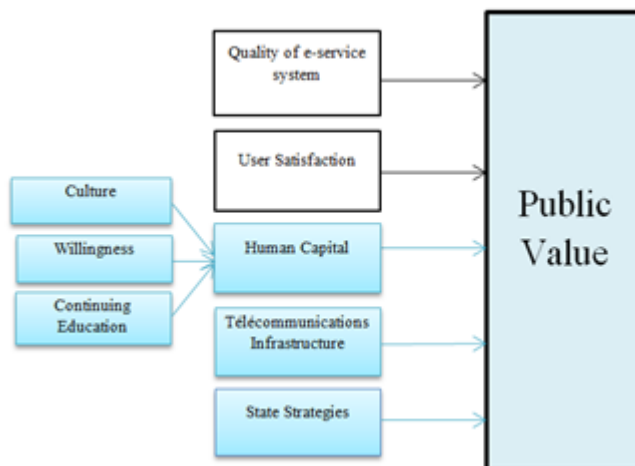 Quality of e-service
system
User Satisfaction
Culture
Willingness
Continuing
Education
Human Capital
Télécommunications
Infrastructure
State Strategies
Public
Value